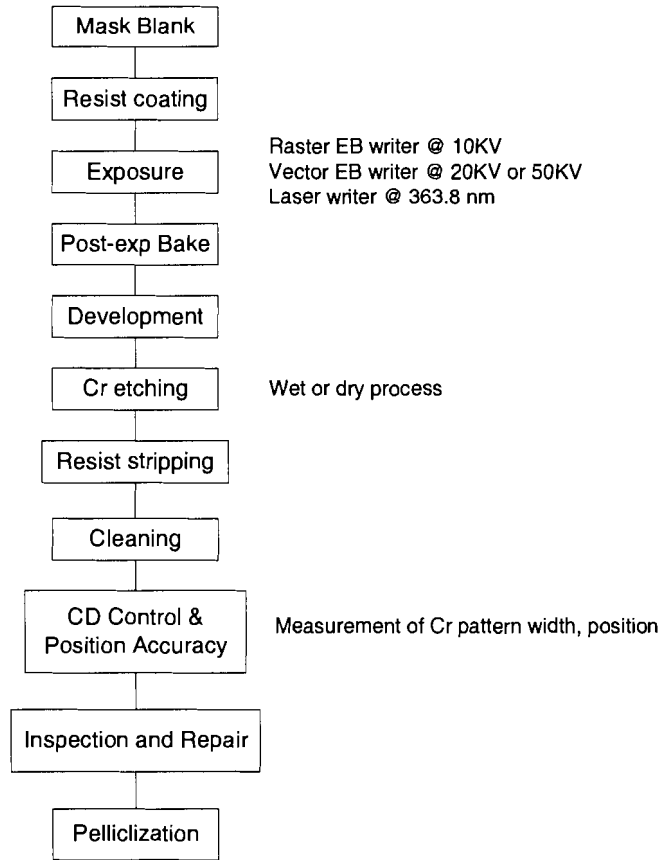 Mask Blank
Resist coating
Exposure
Raster EB writer @ 10KV
Vector EB writer @ 20KV or 50KV
Laser writer @ 363.8 nm
Post-exp Bake
Development
Cr etching
Wet or dry process
Resist stripping
Cleaning
CD Control &
Position Accuracy
Measurement of Cr pattern width, position
Inspection and Repair
Pelliclization